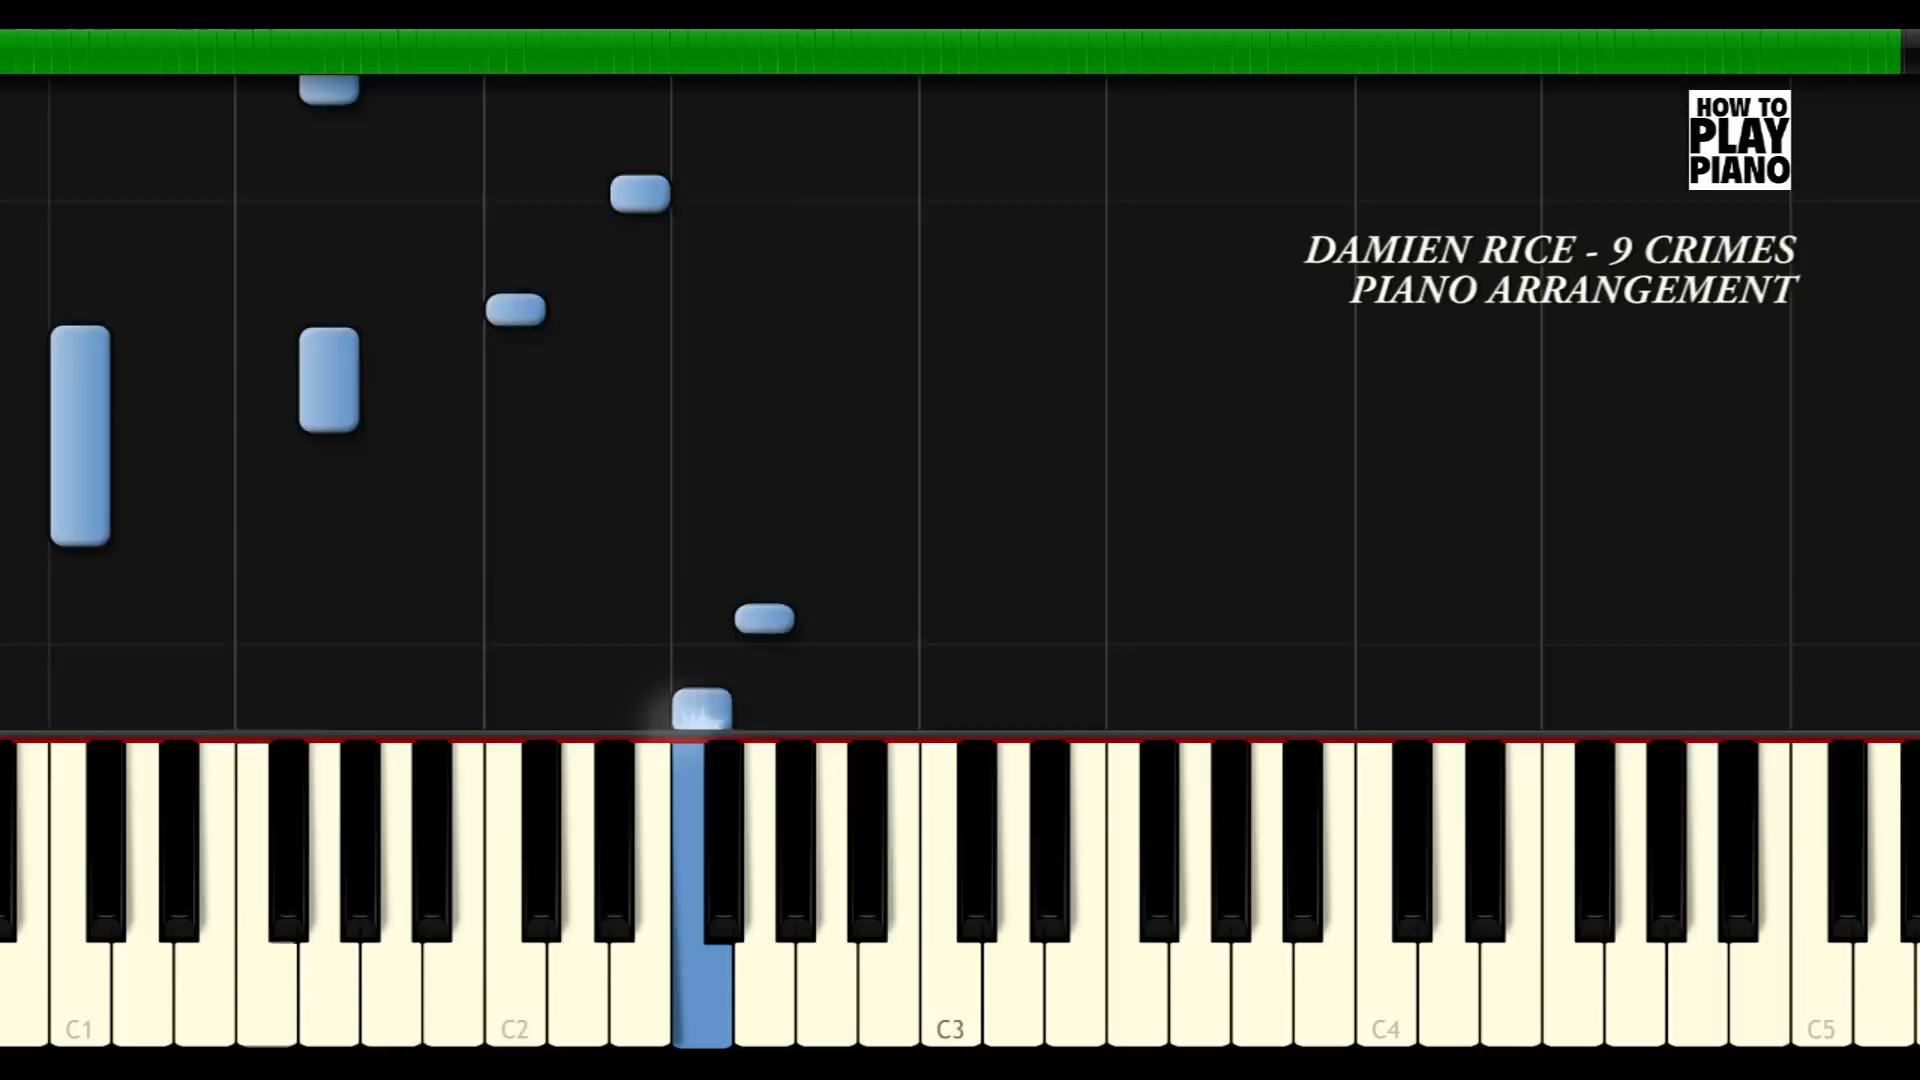 HOW TO
PLAY
PIANO
DAMIEN RICE - 9 CRIMES
PIANO ARRANGEMENT
C1
C2
C3
C4
C5